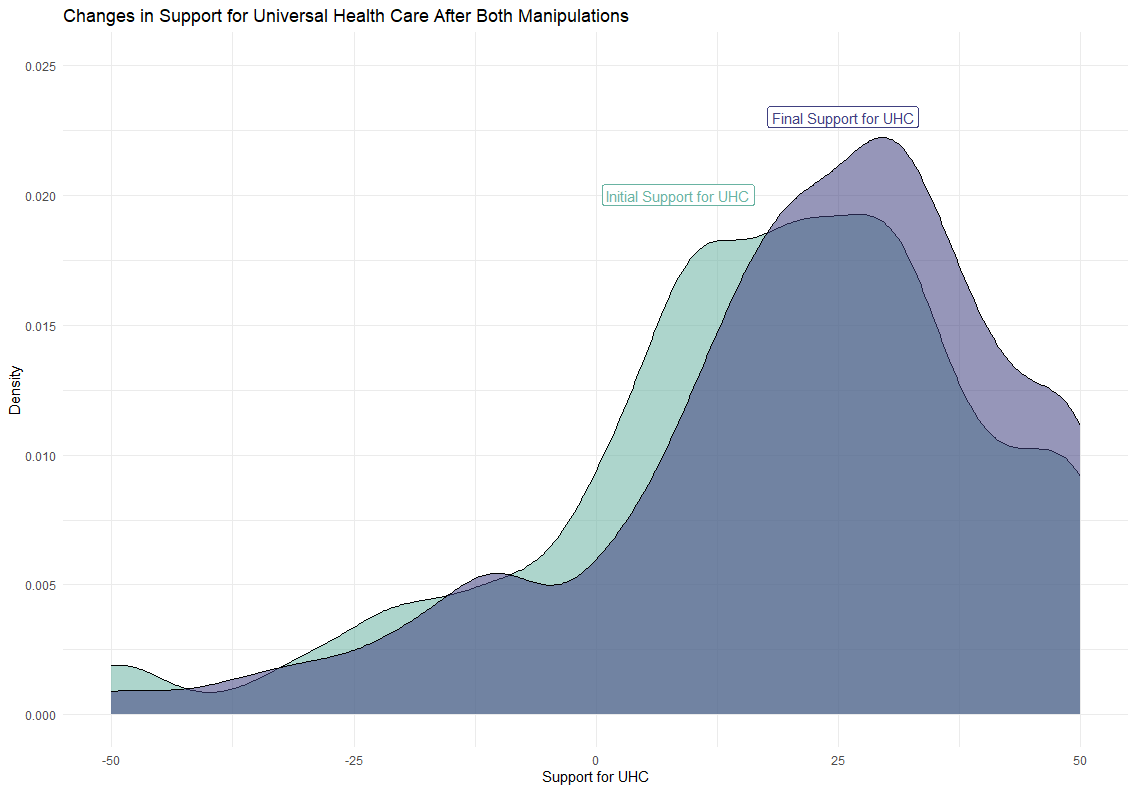 Changes in Support for Universal Health Care After Both Manipulations
0.025
Final Support for UHC
0.020
Initial Support for UHC
0.015
Density
0.010
0.005
0.000
-50
-25
0
25
50
Support for UHC